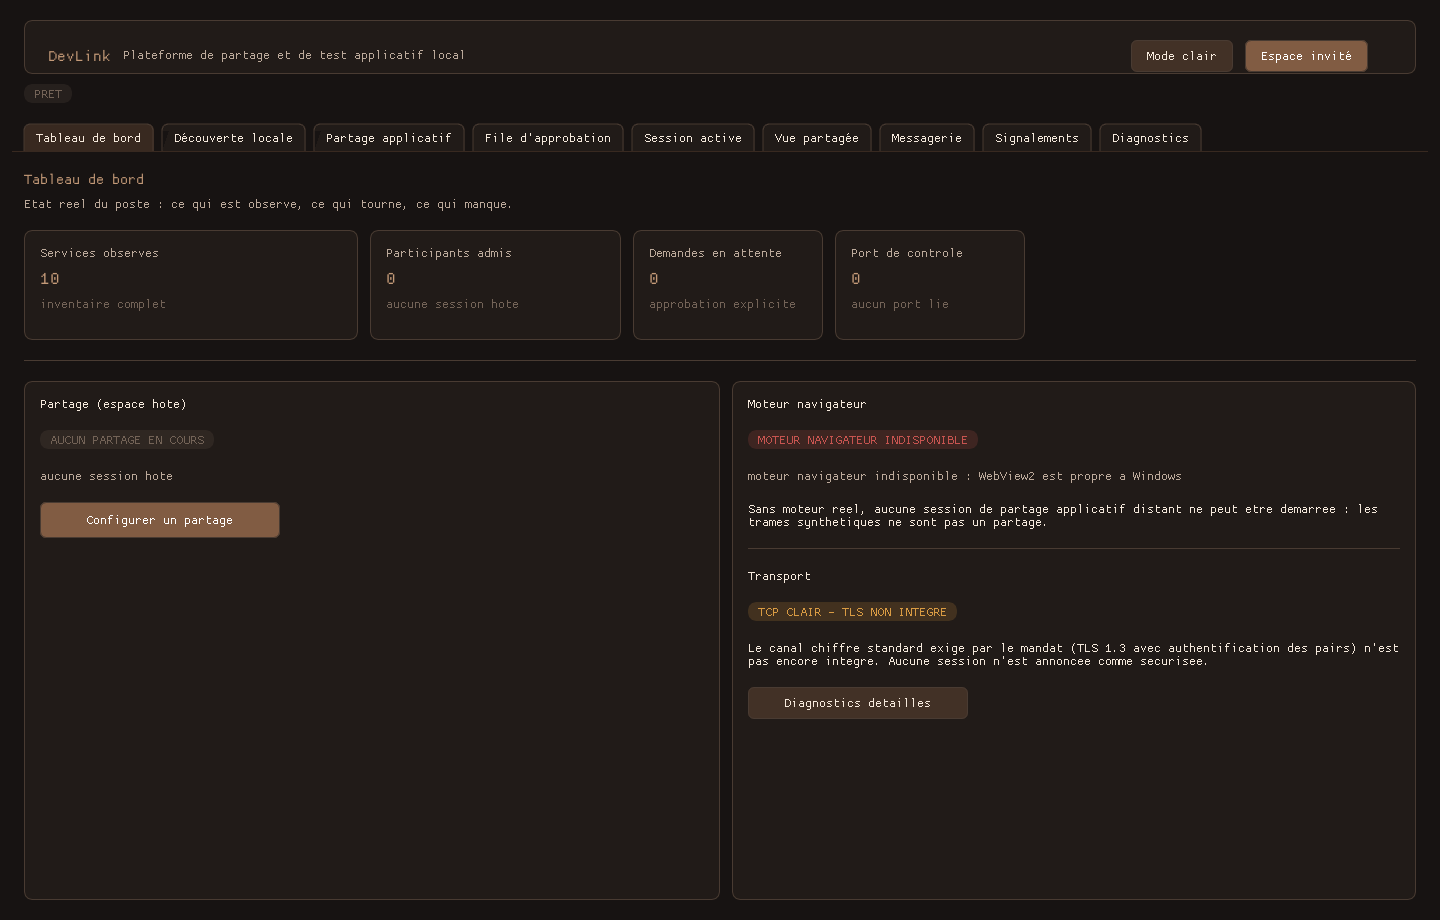 DevLink Plateforme de partage et de test applicatif local
Mode clair Espace invité
PRET
Tableau de bord Découverte locale Partage applicatif File d'approbation Session active Vue partagée Messagerie Signalements Diagnostics
Tableau de bord
Etat reel du poste : ce qui est observe, ce qui tourne, ce qui manque.
Services observes
10
inventaire complet
Participants admis
0
aucune session hote
Demandes en attente
0
approbation explicite
Port de controle
0
aucun port lie
Partage (espace hote)
AUCUN PARTAGE EN COURS
aucune session hote
Configurer un partage
Moteur navigateur
MOTEUR NAVIGATEUR INDISPONIBLE
moteur navigateur indisponible : WebView2 est propre a Windows
Sans moteur reel, aucune session de partage applicatif distant ne peut etre demarree : les
trames synthetiques ne sont pas un partage.
Transport
TCP CLAIR - TLS NON INTEGRE
Le canal chiffre standard exige par le mandat (TLS 1.3 avec authentification des pairs) n'est
pas encore integre. Aucune session n'est annoncee comme securisee.
Diagnostics detailles